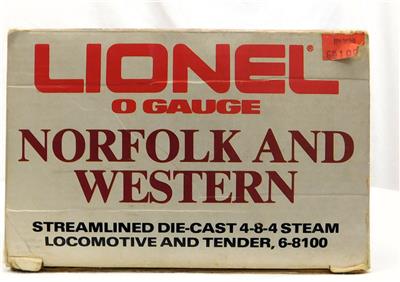 LIONEL®
O GAUGE
NORFOLK AND
WESTERN
STREAMLINED DIE-CAST 4-8-4 STEAM
LOCOMOTIVE AND TENDER, 6-8100